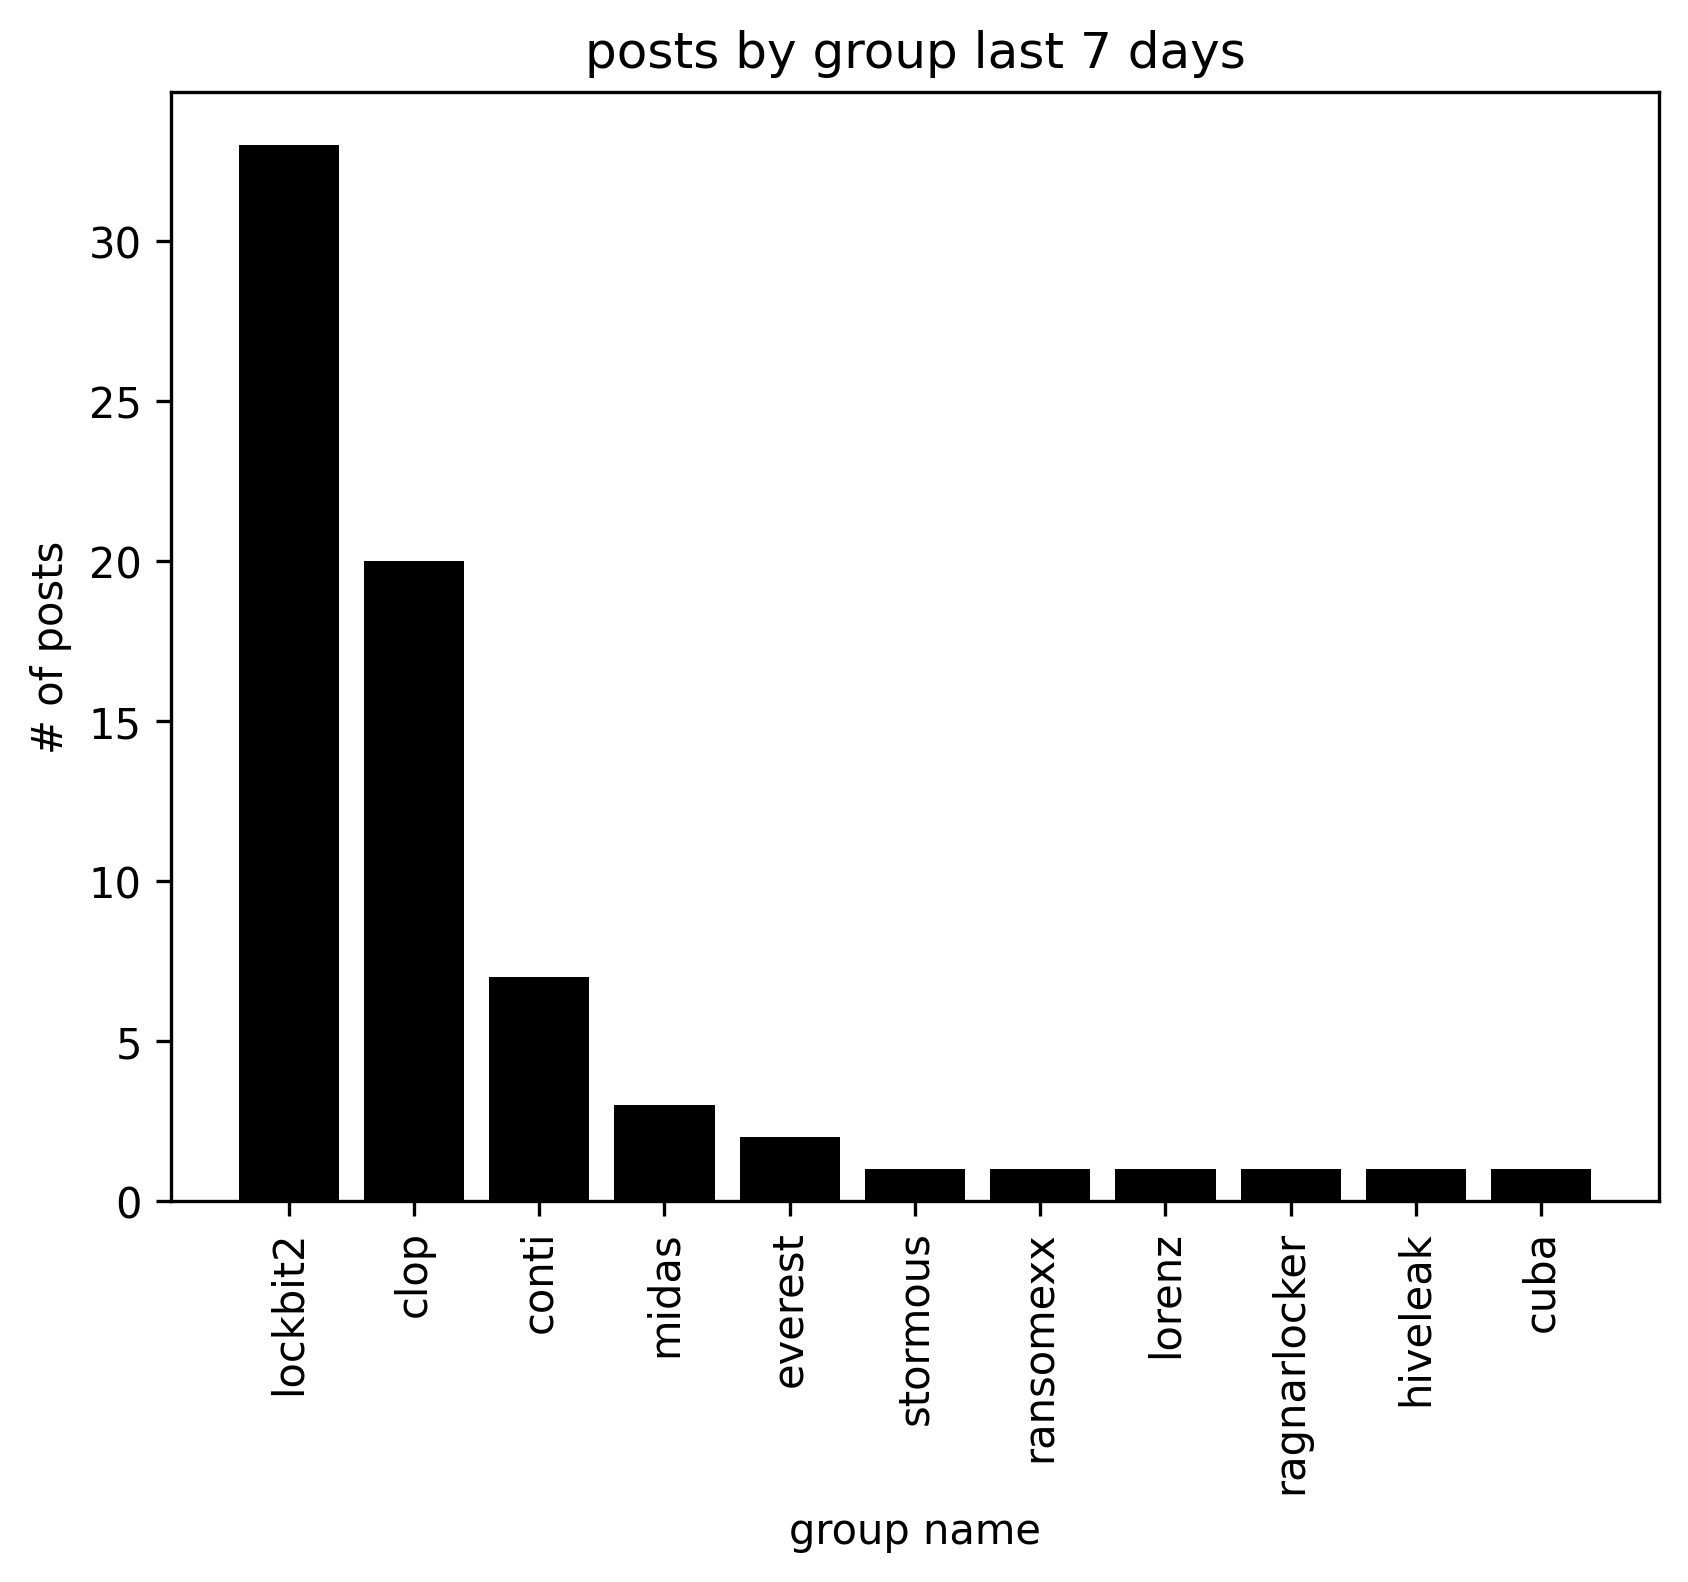 posts by group last 7 days
# of posts
30
25
20
15
10
5
0
lockbit2
clop
conti
midas
everest
stormous
ransomexx
lorenz
ragnarlocker
hiveleak
cuba
group name